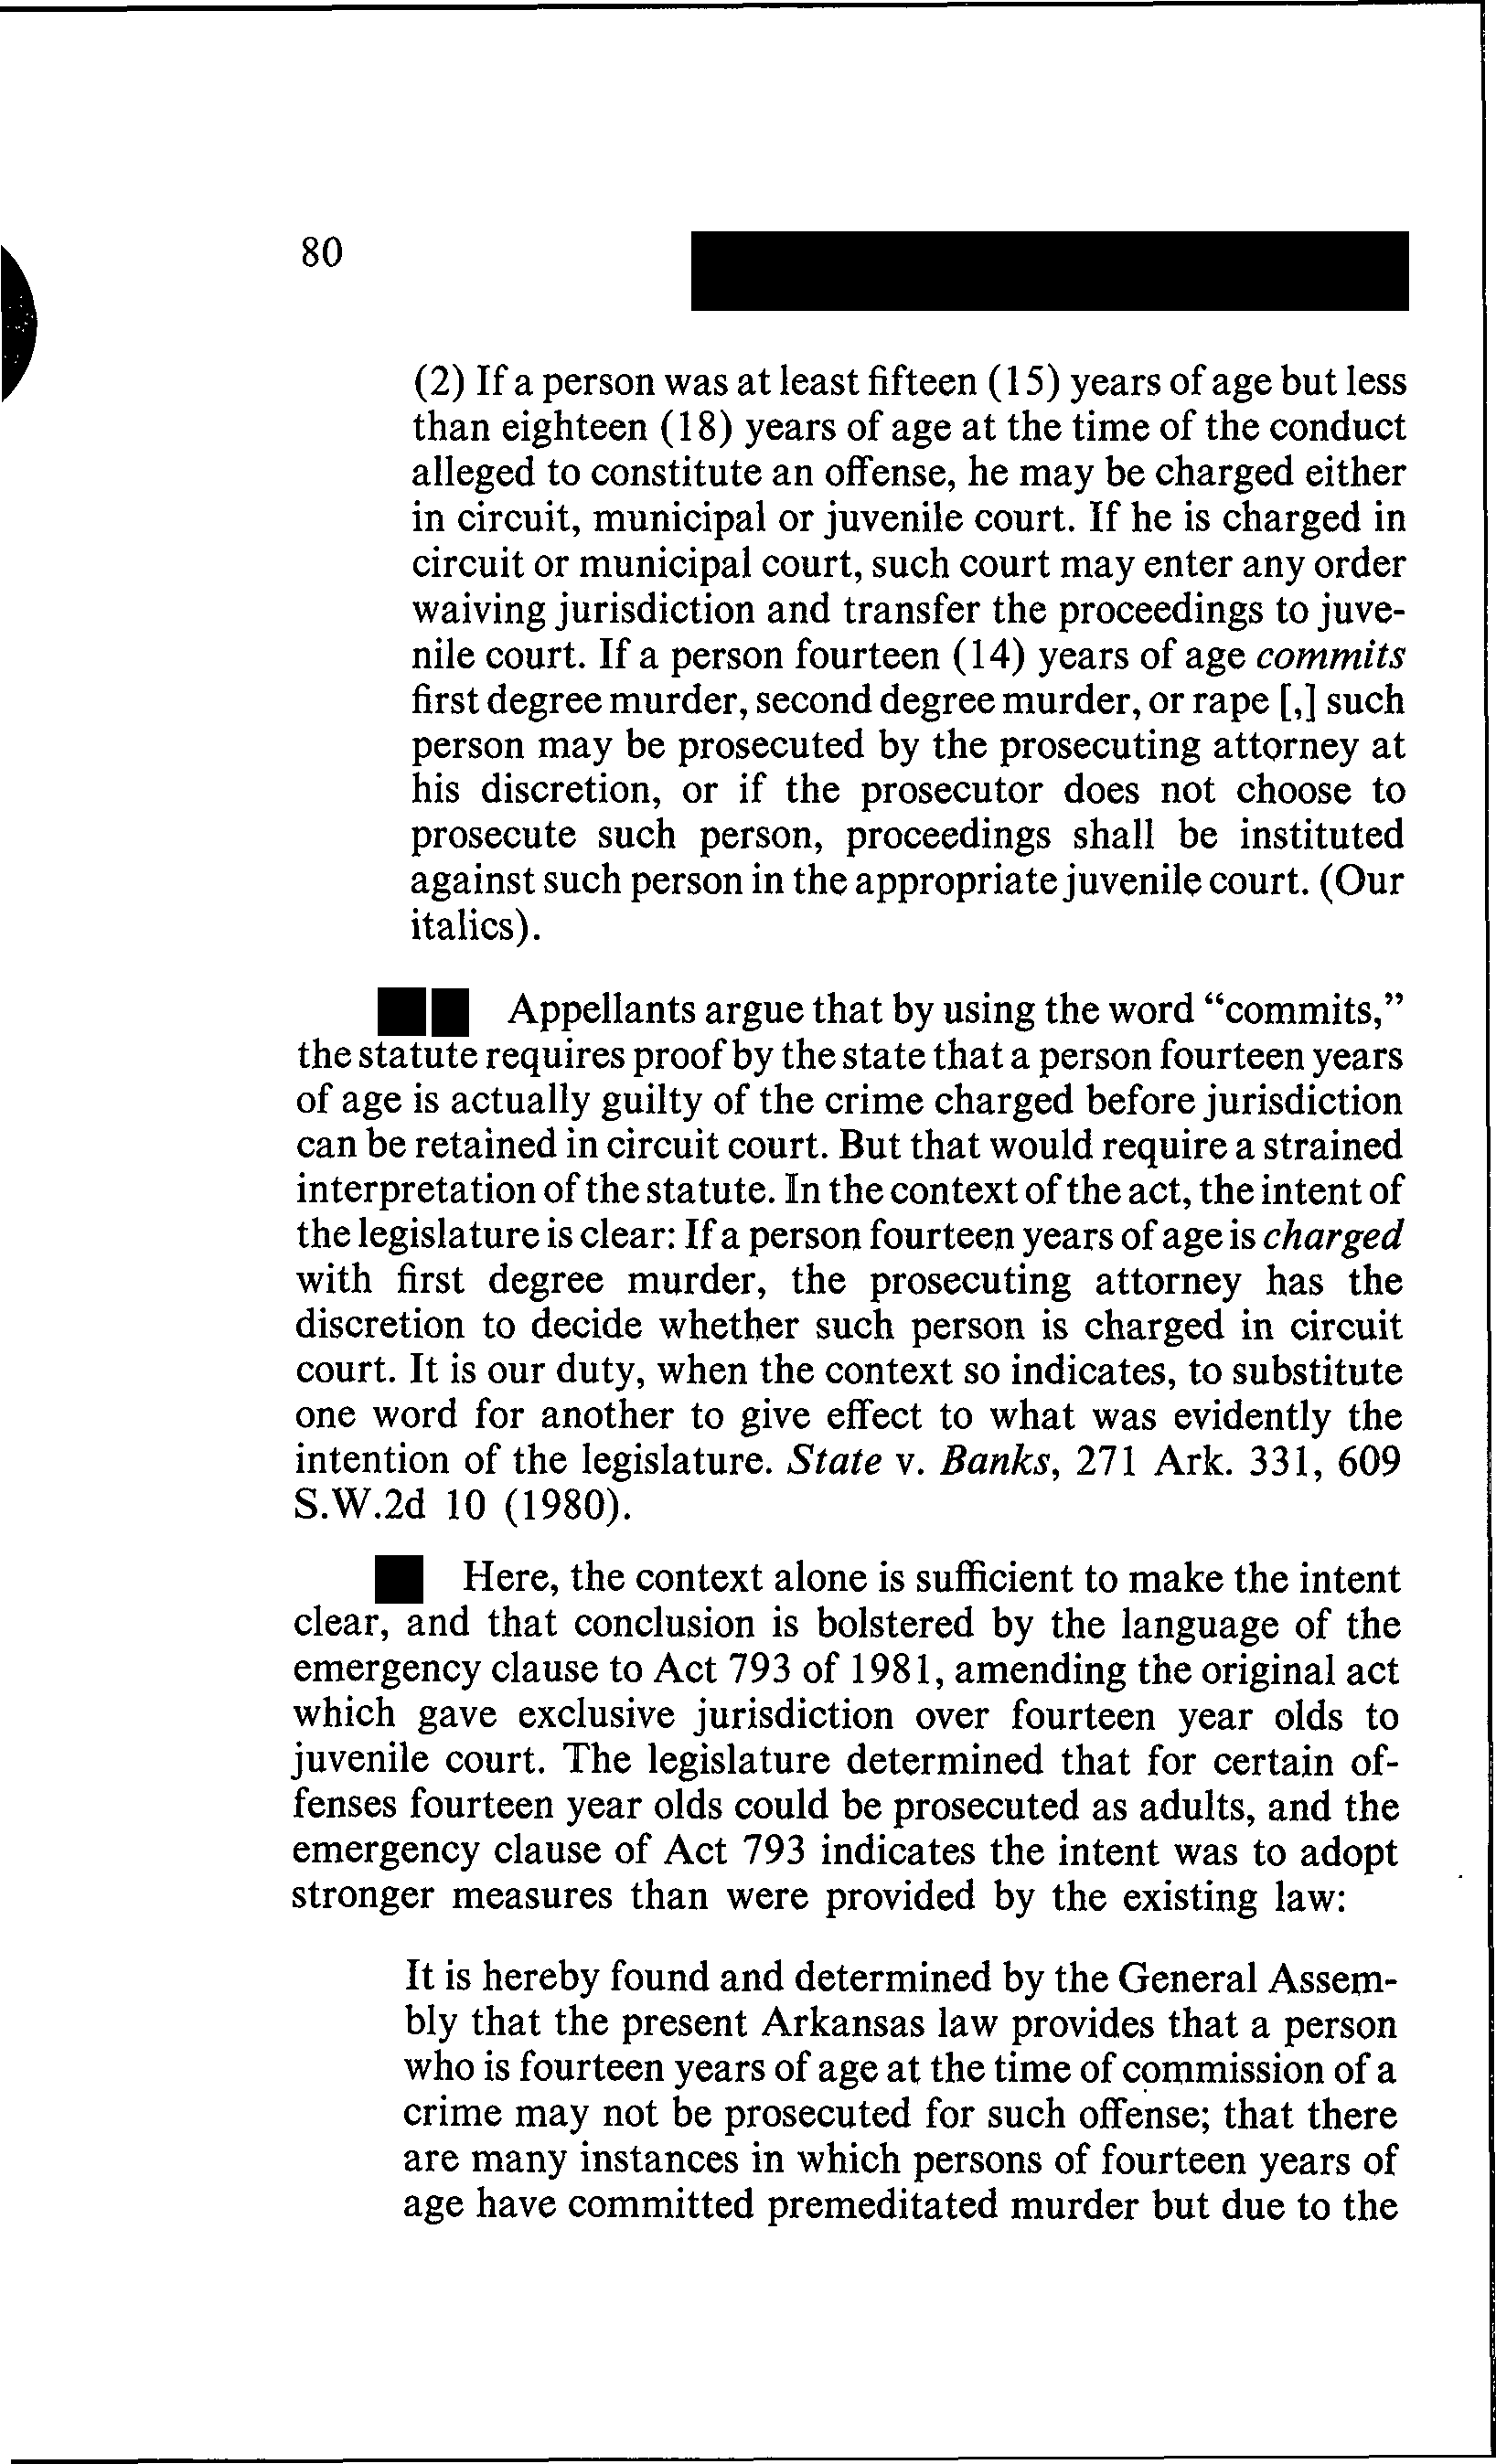 80
(2) If a person was at least fifteen (15) years of age but less
than eighteen (18) years of age at the time of the conduct
alleged to constitute an offense, he may be charged either
in circuit, municipal or juvenile court. If he is charged in
circuit or municipal court, such court may enter any order
waiving jurisdiction and transfer the proceedings to juve-
nile court. If a person fourteen (14) years of age commits
first degree murder, second degree murder, or rape [,] such
person may be prosecuted by the prosecuting attorney at
his discretion, or if the prosecutor does not choose to
prosecute such person, proceedings shall be instituted
against such person in the appropriate juvenile court. (Our
italics).
Appellants argue that by using the word “commits,”
the statute requires proof by the state that a person fourteen years
of age is actually guilty of the crime charged before jurisdiction
can be retained in circuit court. But that would require a strained
interpretation of the statute. In the context of the act, the intent of
the legislature is clear: If a person fourteen years of age is charged
with first degree murder, the prosecuting attorney has the
discretion to decide whether such person is charged in circuit
court. It is our duty, when the context so indicates, to substitute
one word for another to give effect to what was evidently the
intention of the legislature. State v. Banks, 271 Ark. 331, 609
S.W.2d 10 (1980).
Here, the context alone is sufficient to make the intent
clear, and that conclusion is bolstered by the language of the
emergency clause to Act 793 of 1981, amending the original act
which gave exclusive jurisdiction over fourteen year olds to
juvenile court. The legislature determined that for certain of-
fenses fourteen year olds could be prosecuted as adults, and the
emergency clause of Act 793 indicates the intent was to adopt
stronger measures than were provided by the existing law:
It is hereby found and determined by the General Assem-
bly that the present Arkansas law provides that a person
who is fourteen years of age at the time of commission of a
crime may not be prosecuted for such offense; that there
are many instances in which persons of fourteen years of
age have committed premeditated murder but due to the